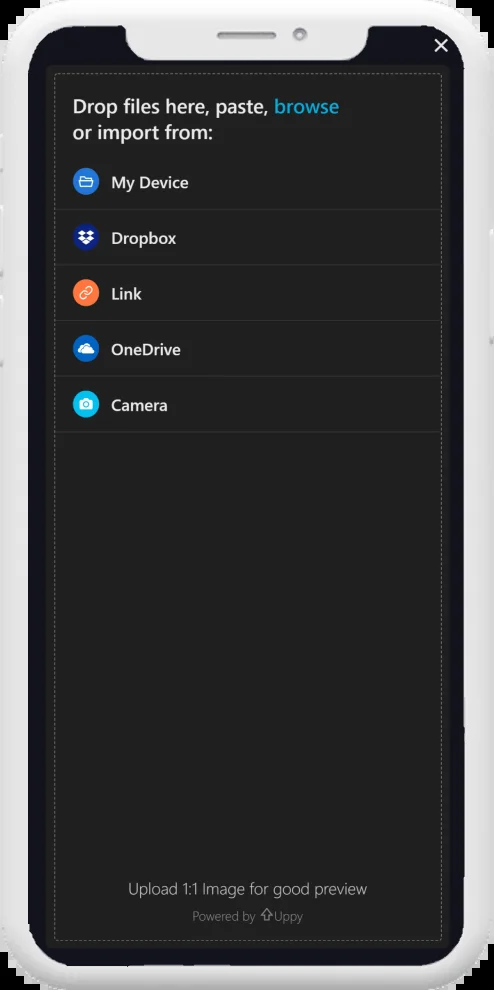 Drop files here, paste, browse
or import from:
My Device
Dropbox
Link
OneDrive
Camera
Upload 1:1 Image for good preview
Powered by Uppy